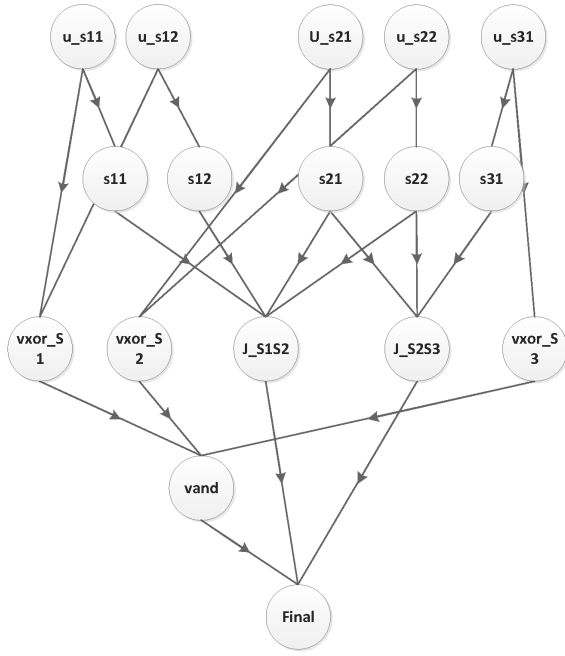 u_s11
u_s12
U_s21
u_s22
u_s31
s11
s12
s21
s22
s31
vxor_S
1
vxor_S
2
J_S1S2
J_S2S3
vxor_S
3
vand
Final